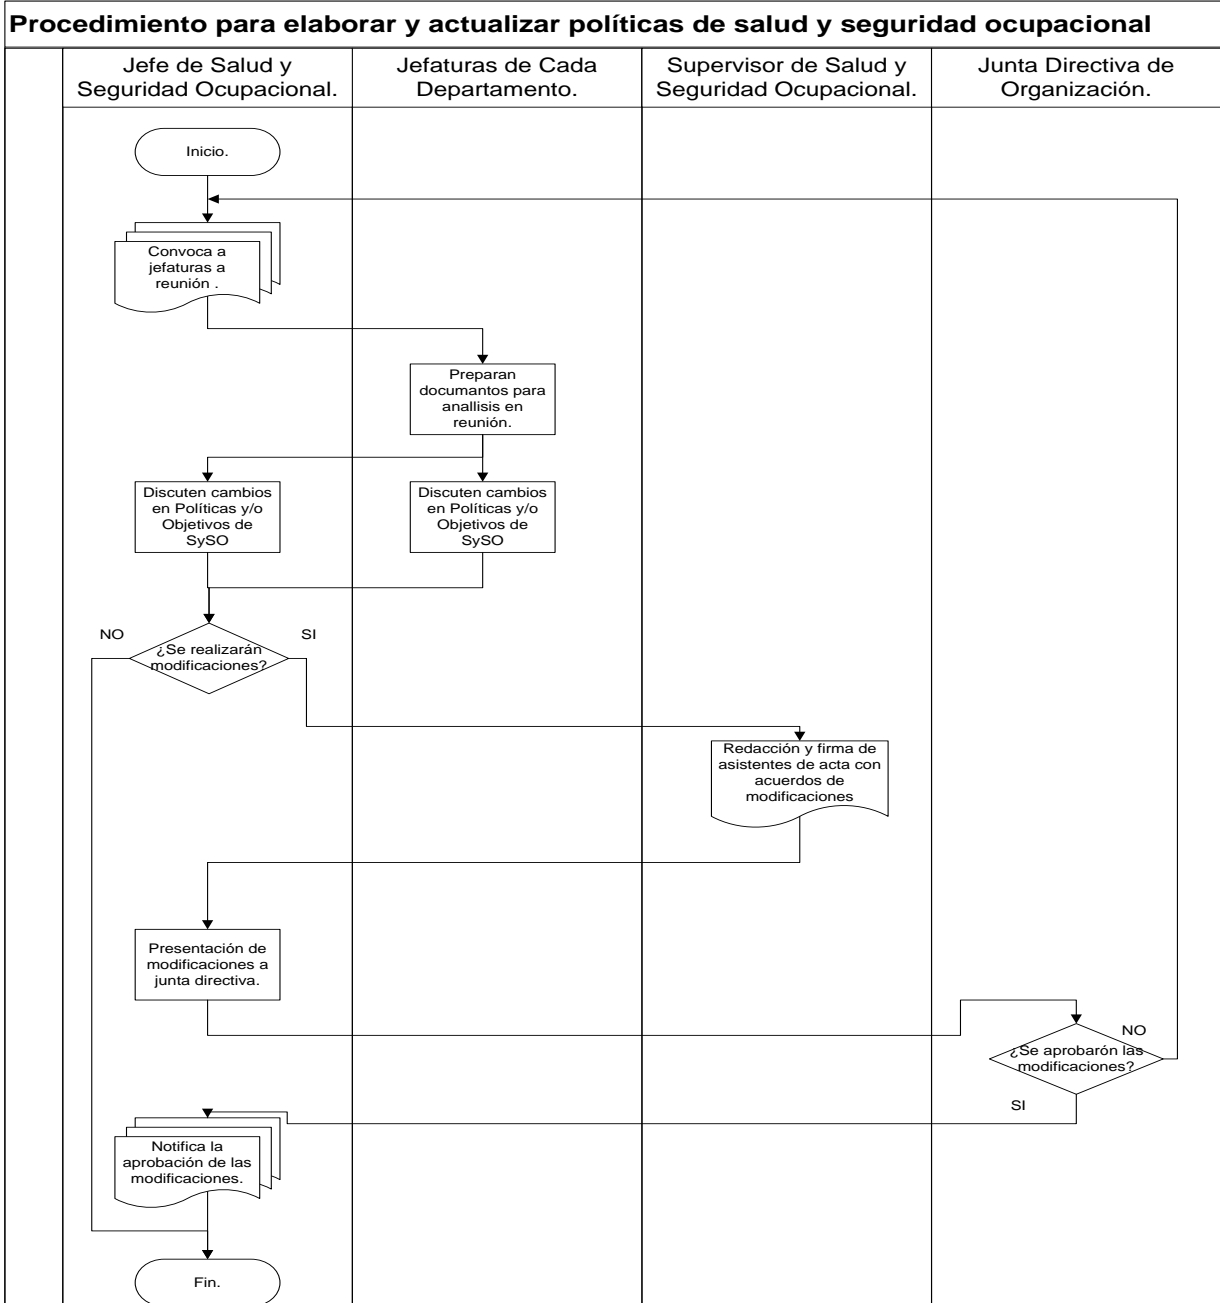 Procedimiento para elaborar y actualizar políticas de salud y seguridad ocupacional
Jefe de Salud y
Seguridad Ocupacional.
Jefaturas de Cada
Departamento.
Supervisor de Salud y
Seguridad Ocupacional.
Junta Directiva de
Organización.
Inicio.
Convoca a
jefaturas a
reunión .
Preparan
documantos para
anallisis en
reunión.
Discuten cambios
en Políticas y/o
Objetivos de
SySO
Discuten cambios
en Políticas y/o
Objetivos de
SySO
NO
SI
¿Se realizarán
modificaciones?
Redacción y firma de
asistentes de acta con
acuerdos de
modificaciones
Presentación de
modificaciones a
junta directiva.
NO
¿Se aprobarón las
modificaciones?
SI
Notifica la
aprobación de las
modificaciones.
Fin.